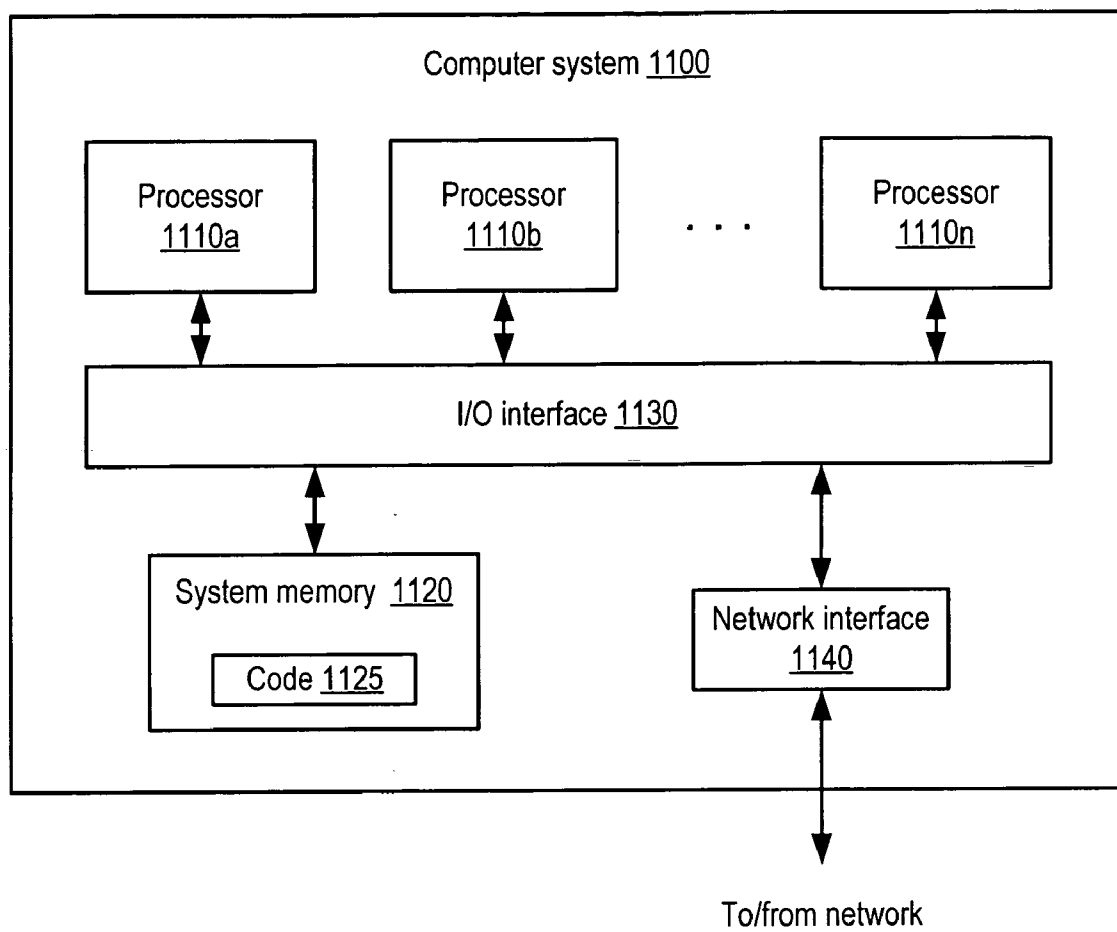 Computer system 1100
Processor
1110a
Processor
1110b
. . .
Processor
1110n
I/O interface 1130
System memory 1120
Code 1125
Network interface
1140
To/from network